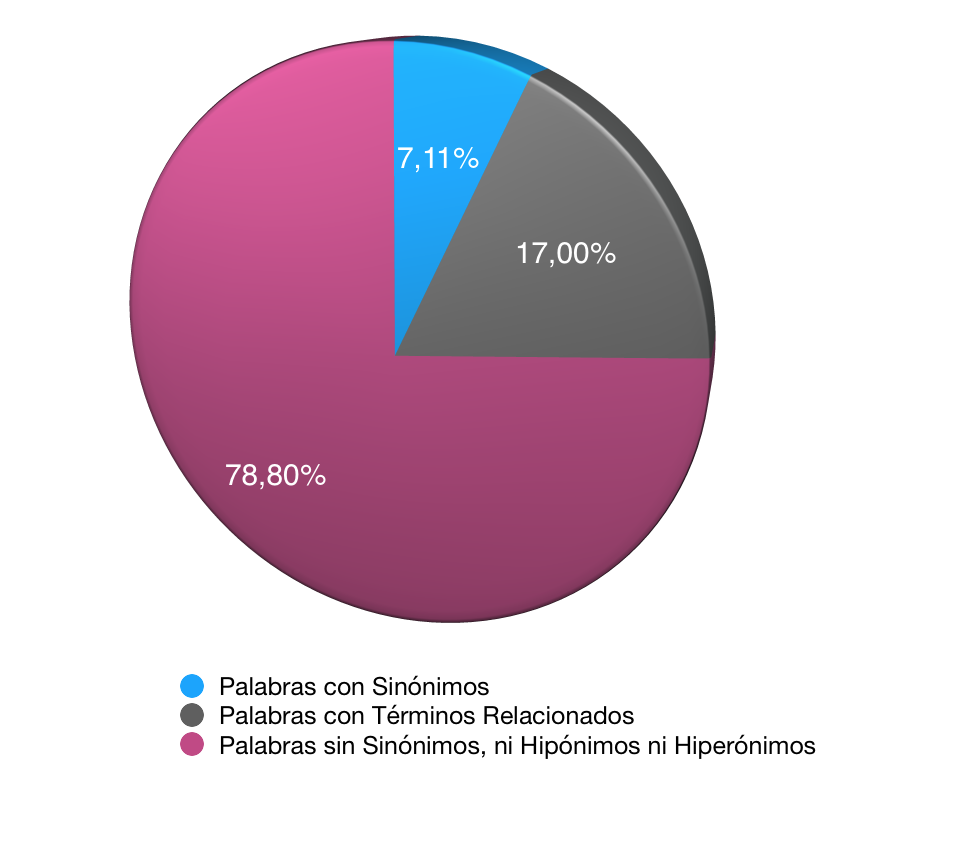 7,11%
17,00%
78,80%
Palabras con Sinónimos
Palabras con Términos Relacionados
Palabras sin Sinónimos, ni Hipónimos ni Hiperónimos